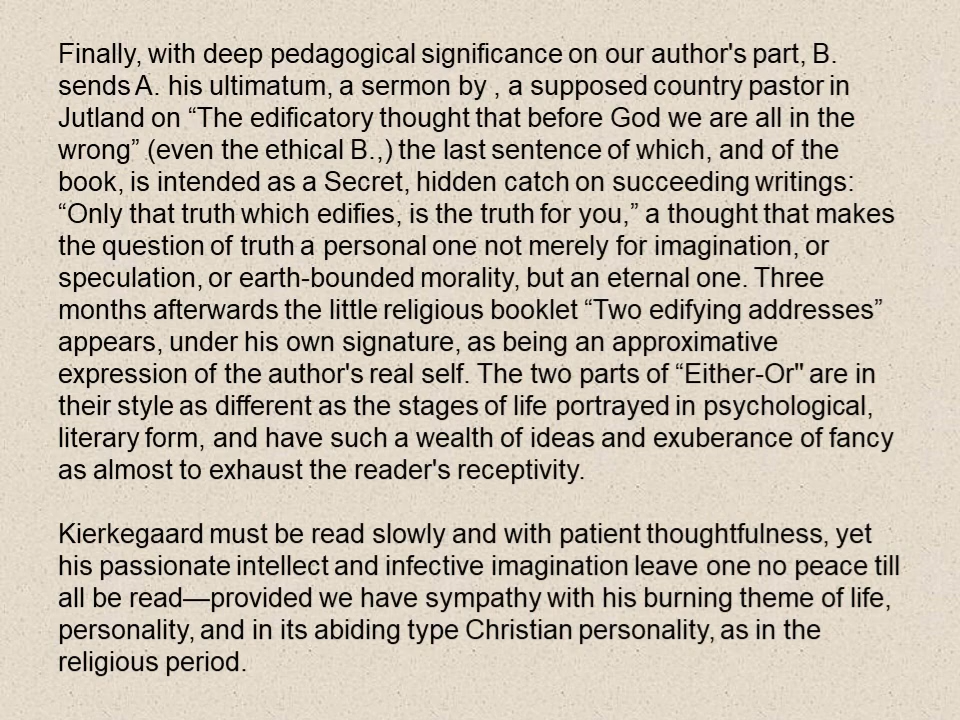 Finally, with deep pedagogical significance on our author's part, B.
sends A. his ultimatum, a sermon by , a supposed country pastor in
Jutland on “The edificatory thought that before God we are all in the
wrong” (even the ethical B.,) the last sentence of which, and of the
book, is intended as a Secret, hidden catch on succeeding writings:
“Only that truth which edifies, is the truth for you,” a thought that makes
the question of truth a personal one not merely for imagination, or
speculation, or earth-bounded morality, but an eternal one. Three
months afterwards the little religious booklet “Two edifying addresses”
appears, under his own signature, as being an approximative
expression of the author's real self. The two parts of “Either-Or" are in
their style as different as the stages of life portrayed in psychological,
literary form, and have such a wealth of ideas and exuberance of fancy
as almost to exhaust the reader's receptivity.

Kierkegaard must be read slowly and with patient thoughtfulness, yet
his passionate intellect and infective imagination leave one no peace till
all be read—provided we have sympathy with his burning theme of life,
personality, and in its abiding type Christian personality, as in the
religious period.